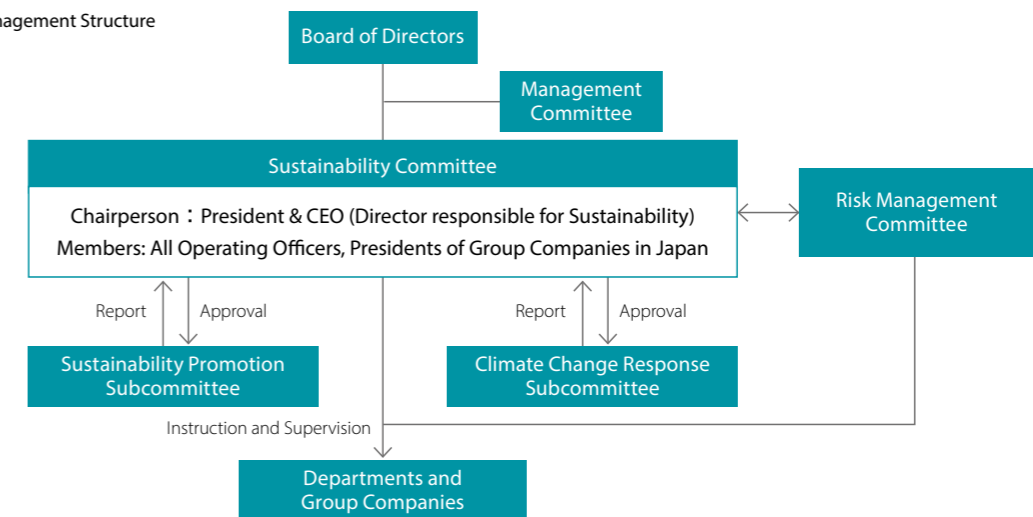 Management Structure
Board of Directors
Management
Committee
Sustainability Committee
Chairperson：President & CEO (Director responsible for Sustainability)
Members: All Operating Officers, Presidents of Group Companies in Japan
Risk Management
Committee
Report
Approval
Report
Approval
Sustainability Promotion
Subcommittee
Climate Change Response
Subcommittee
Instruction and Supervision
Departments and
Group Companies